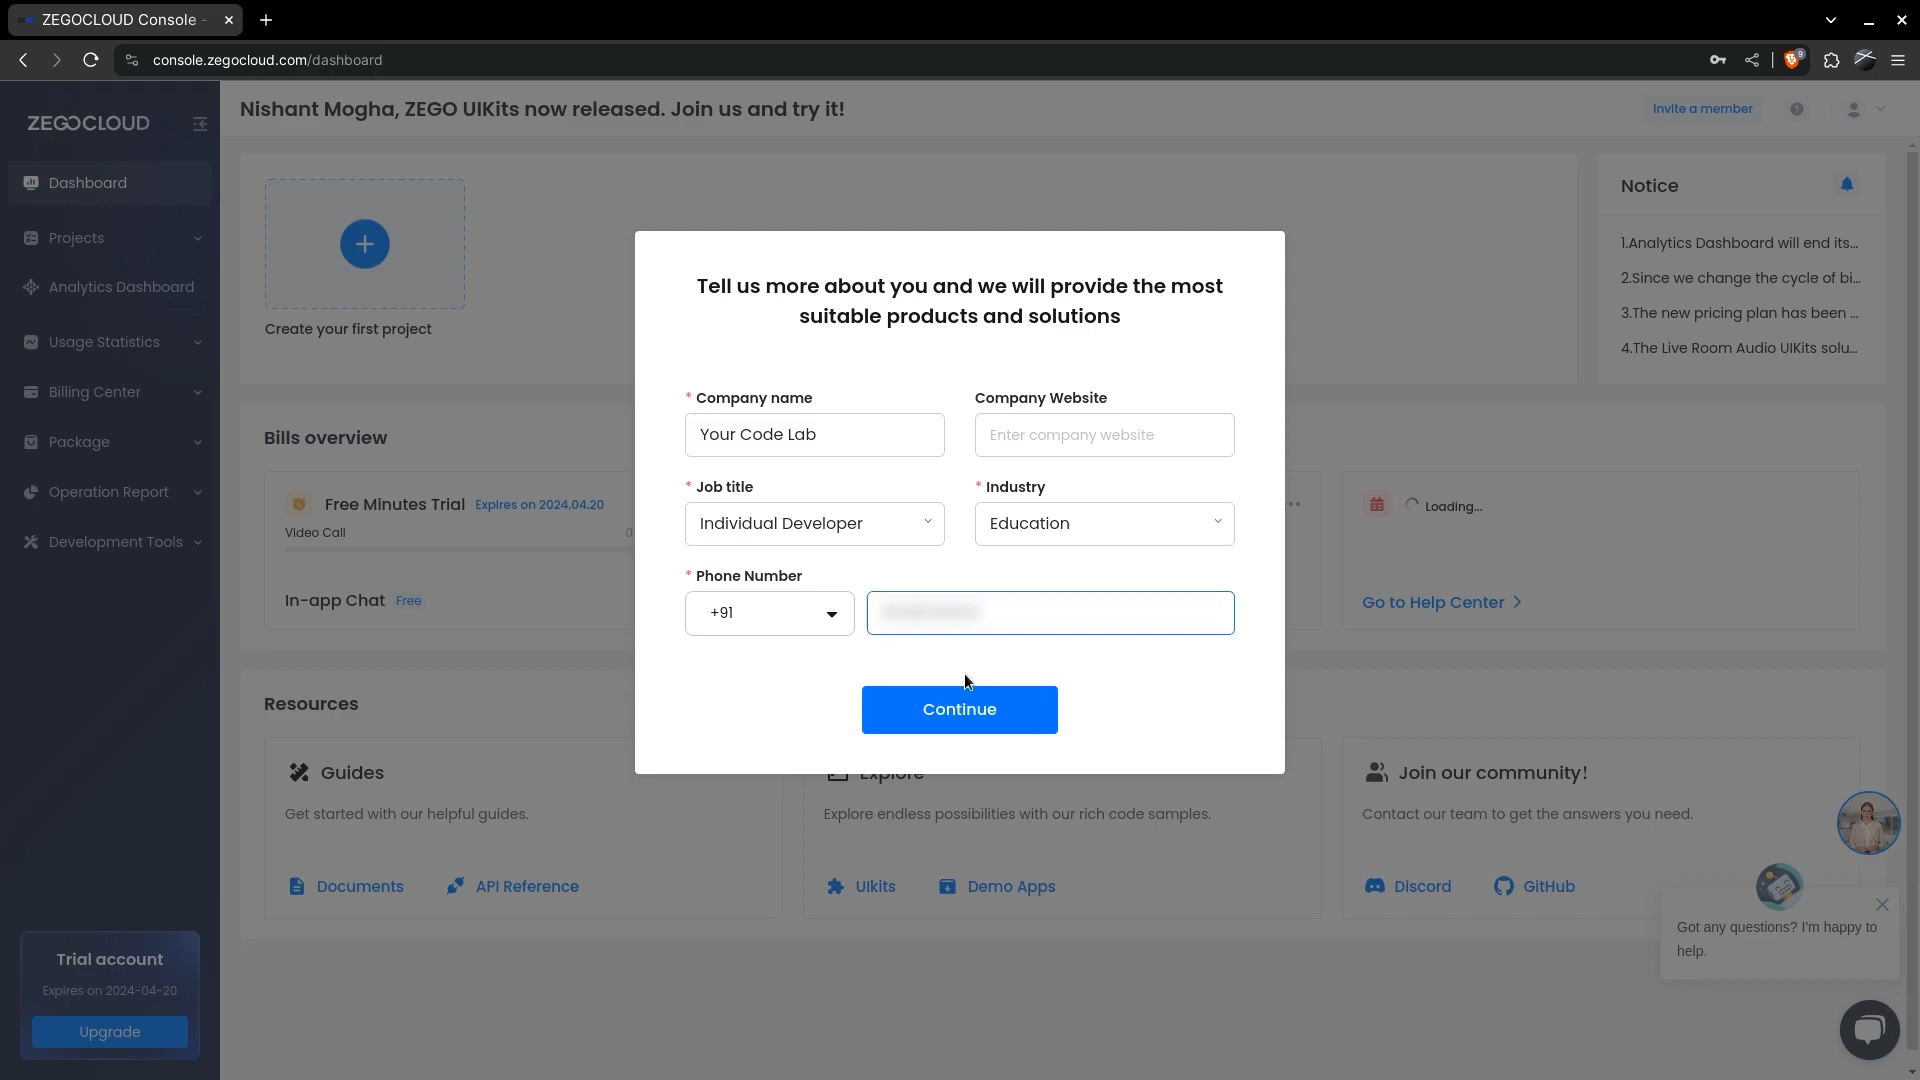 ZEGOCLOUD Console -
console.zegocloud.com/dashboard
9
ZEGOCLOUD
Dashboard
Projects
Analytics Dashboard
Usage Statistics
Billing Center
Package
Operation Report
Development Tools
Trial account
Expires on 2024-04-20
Upgrade
Nishant Mogha, ZEGO UIKits now released. Join us and try it!
Invite a member
Create your first project
Notice
1.Analytics Dashboard will end its...
2.Since we change the cycle of bi...
3.The new pricing plan has been ...
4.The Live Room Audio UIKits solu...
Bills overview
Free Minutes Trial Expires on 2024.04.20
Video Call 0
In-app Chat Free
Loading...
Go to Help Center
Tell us more about you and we will provide the most
suitable products and solutions
* Company name
Company Website
Your Code Lab
Enter company website
* Job title
* Industry
Individual Developer
Education
* Phone Number
+91
Continue
Resources
Guides
Get started with our helpful guides.
Documents
API Reference
Explore
Explore endless possibilities with our rich code samples.
UIkits
Demo Apps
Join our community!
Contact our team to get the answers you need.
Discord
GitHub
Got any questions? I'm happy to
help.